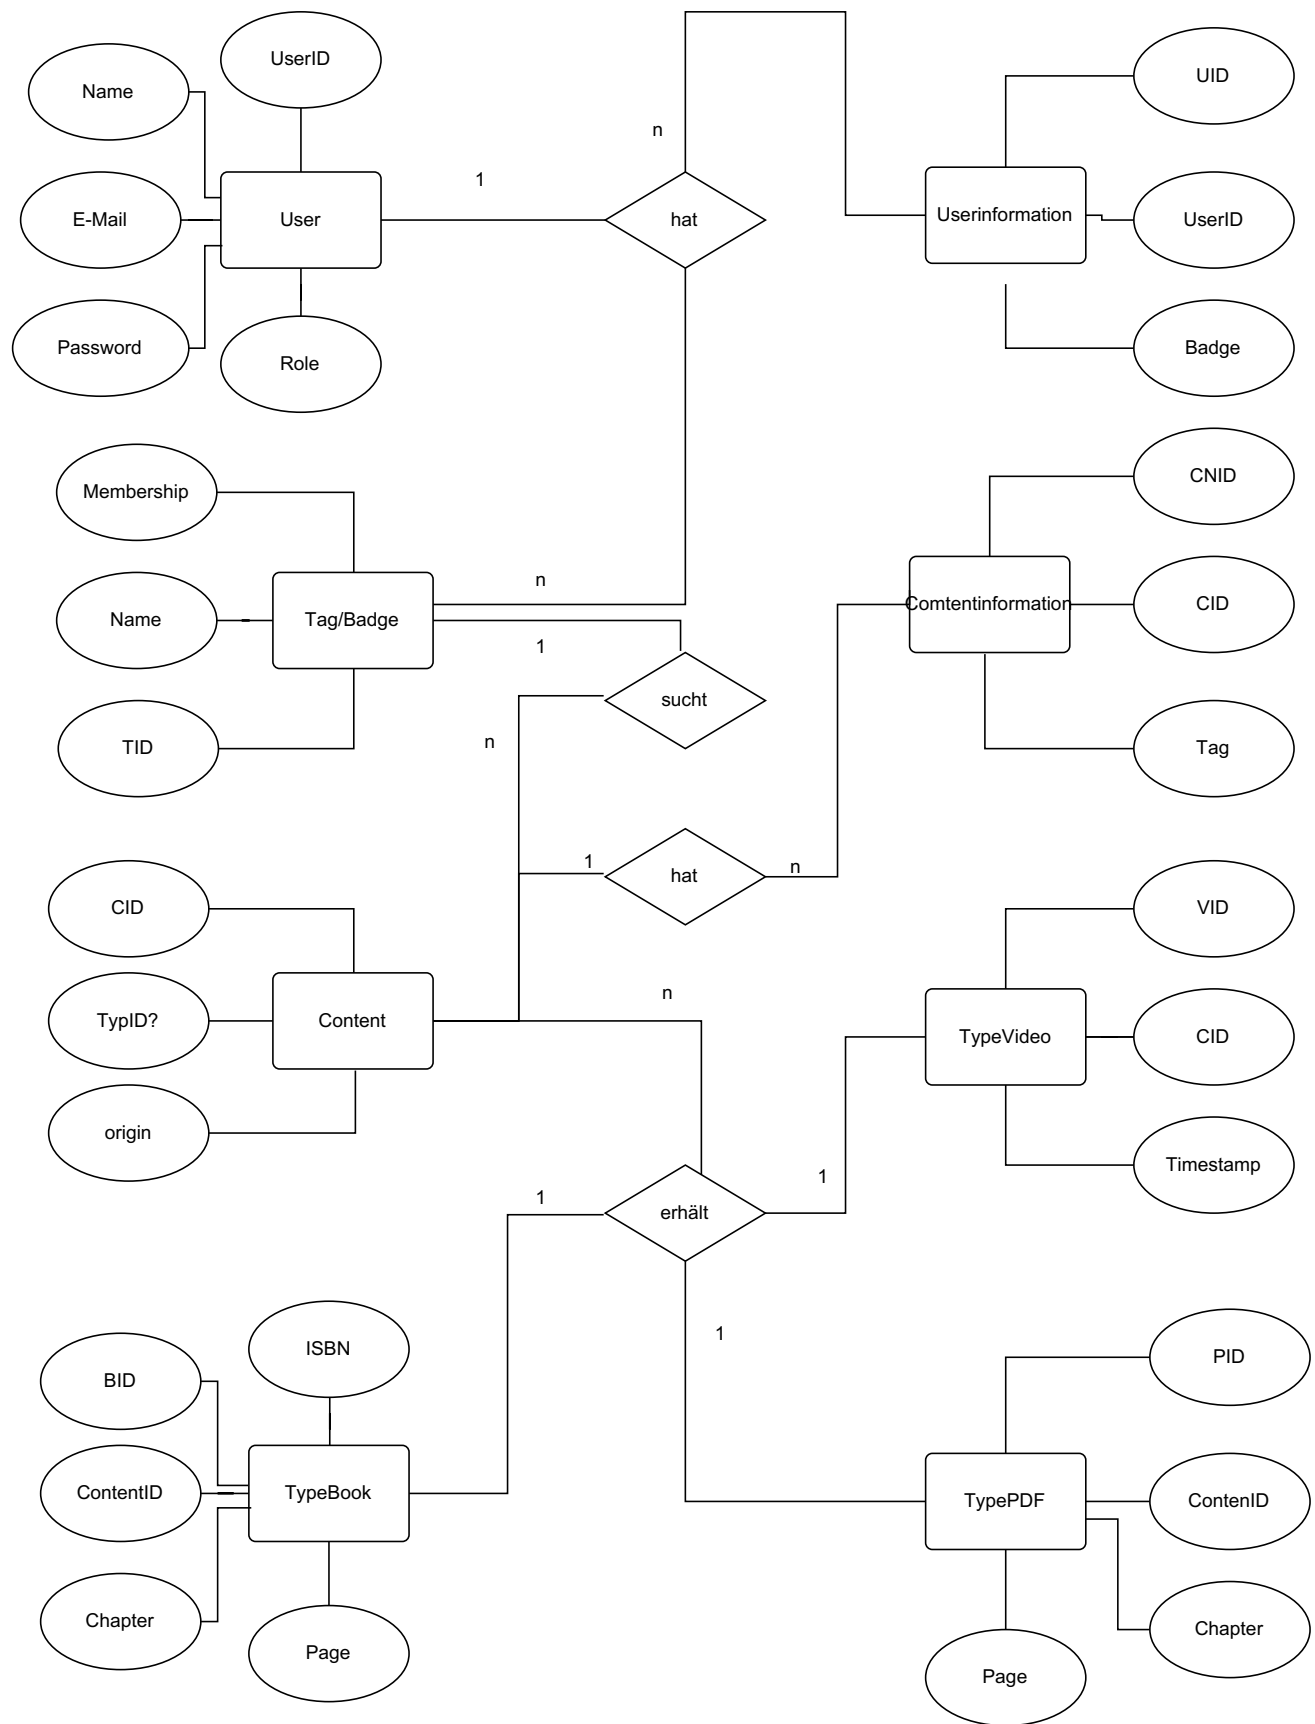 UserID
Name
UID
n
1
E-Mail
User
hat
Userinformation
UserID
Password
Role
Badge
Membership
CNID
n
Name
Tag/Badge
Comtentinformation
CID
1
sucht
n
TID
Tag
1
hat
n
CID
VID
n
TypID?
Content
TypeVideo
CID
origin
Timestamp
1
1
erhält
1
ISBN
PID
BID
ContentID
TypeBook
TypePDF
ContenID
Chapter
Chapter
Page
Page